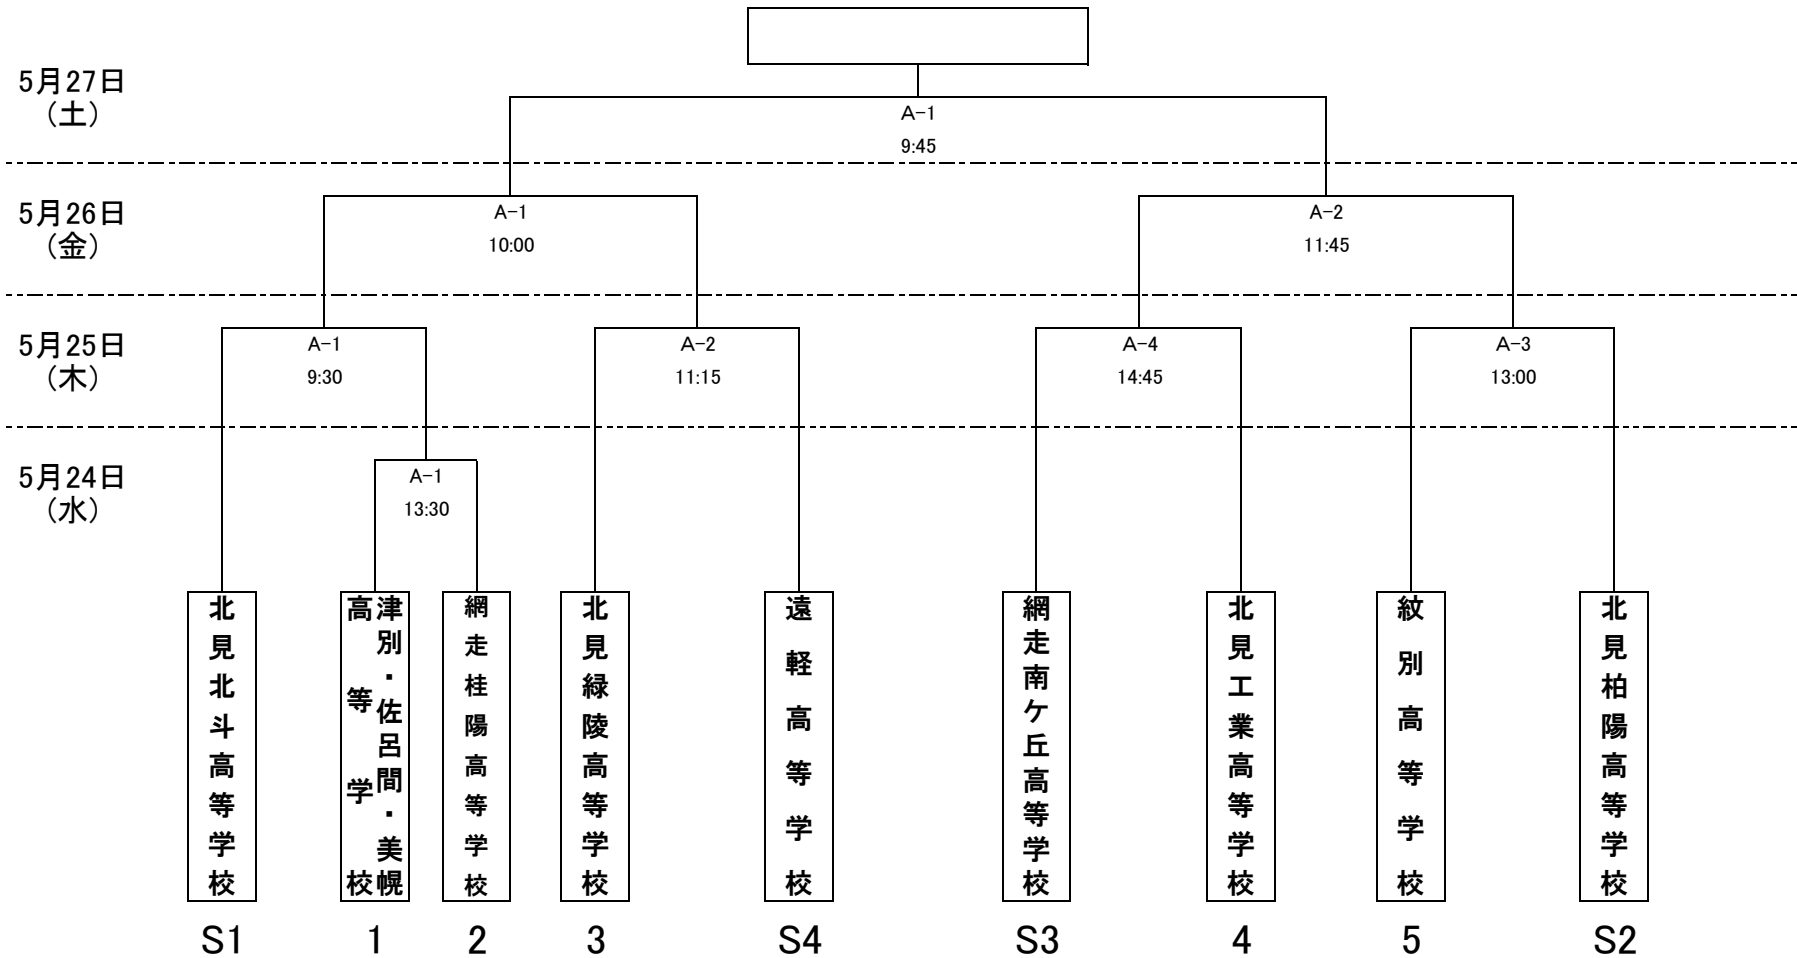 5月27日
（土）
A-1
9:45
5月26日
（金）
A-1
10:00
A-2
11:45
5月25日
（木）
A-1
9:30
A-2
11:15
A-4
14:45
A-3
13:00
5月24日
（水）
A-1
13:30
北見北斗高等学校
津別・佐呂間・美幌
高等学校
網走桂陽高等学校
北見緑陵高等学校
遠軽高等学校
網走南ケ丘高等学校
北見工業高等学校
紋別高等学校
北見柏陽高等学校
S1
1
2
3
S4
S3
4
5
S2